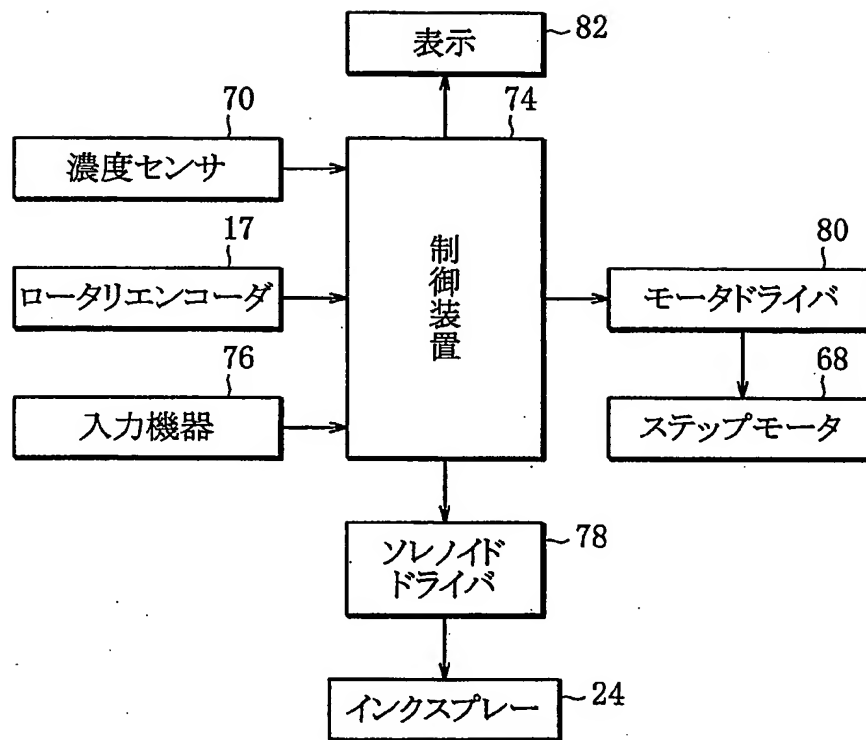 表示
82
70
74
濃度センサ
17
ロータリエンコーダ
制御装置
80
モータドライバ
76
入力機器
68
ステップモータ
ソレノイド
ドライバ
78
インクスプレー
24